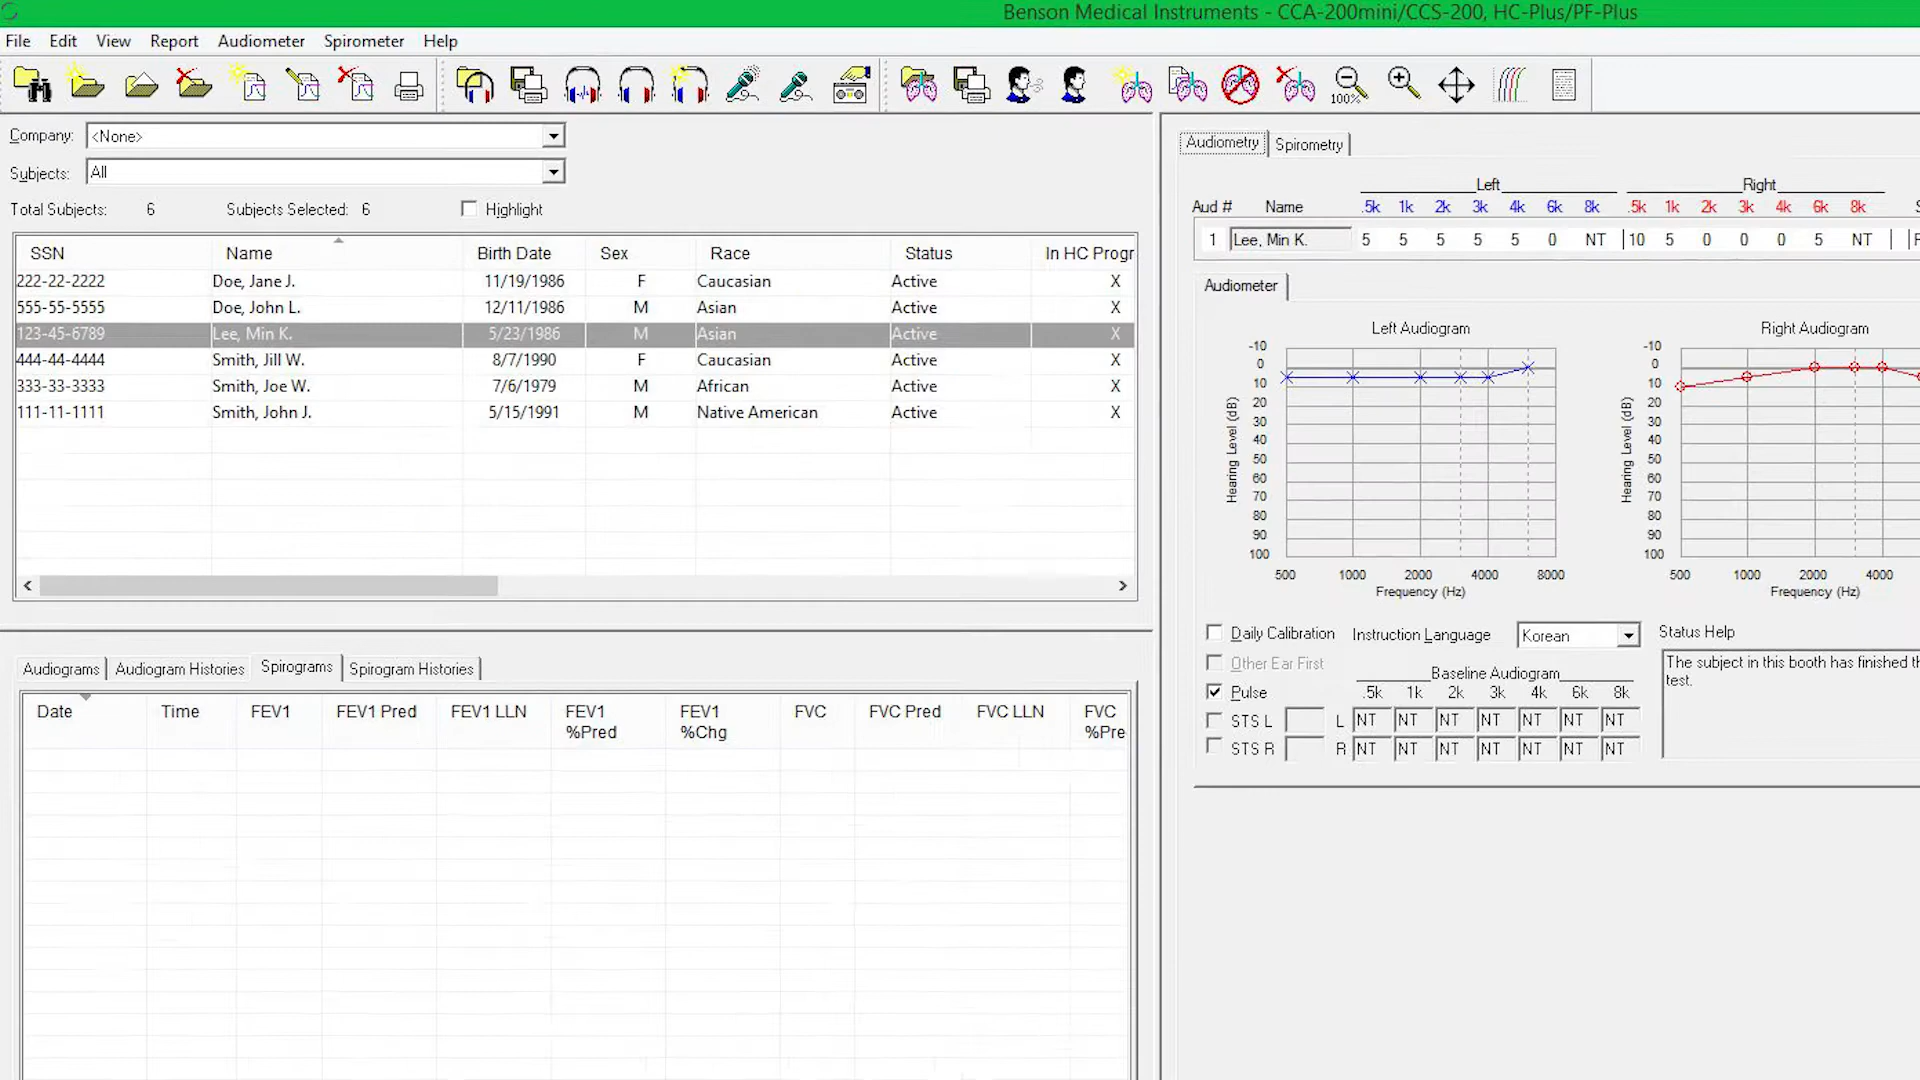 Benson Medical Instruments - CCA-200mini/CCS-200, HC-Plus/PF-Plus
File Edit View Report Audiometer Spirometer Help
100%
Company: <None>
Subjects: All
Total Subjects: 6 Subjects Selected: 6 Highlight
SSN Name Birth Date Sex Race Status In HC Progr
222-22-2222 Doe, Jane J. 11/19/1986 F Caucasian Active X
555-55-5555 Doe, John L. 12/11/1986 M Asian Active X
123-45-6789 Lee, Min K. 5/23/1986 M Asian Active X
444-44-4444 Smith, Jill W. 8/7/1990 F Caucasian Active X
333-33-3333 Smith, Joe W. 7/6/1979 M African Active X
111-11-1111 Smith, John J. 5/15/1991 M Native American Active X
Audiograms Audiogram Histories Spirograms Spirogram Histories
Date Time FEV1 FEV1 Pred FEV1 LLN FEV1 %Pred FEV1 %Chg FVC FVC Pred FVC LLN FVC %Pre
Audiometry Spirometry
Left Right
Aud # Name .5k 1k 2k 3k 4k 6k 8k .5k 1k 2k 3k 4k 6k 8k
1 Lee, Min K. 5 5 5 5 5 0 NT 10 5 0 0 0 5 NT
Audiometer
Left Audiogram
-10
0
10
20
30
40
50
60
70
80
90
100
Hearing Level (dB)
500 1000 2000 4000 8000
Frequency (Hz)
Right Audiogram
-10
0
10
20
30
40
50
60
70
80
90
100
Hearing Level (dB)
500 1000 2000 4000
Frequency (Hz)
Daily Calibration Instruction Language Korean
Other Ear First
Pulse
STS L
STS R
Baseline Audiogram
.5k 1k 2k 3k 4k 6k 8k
L NT NT NT NT NT NT NT
R NT NT NT NT NT NT NT
Status Help
The subject in this booth has finished th
test.